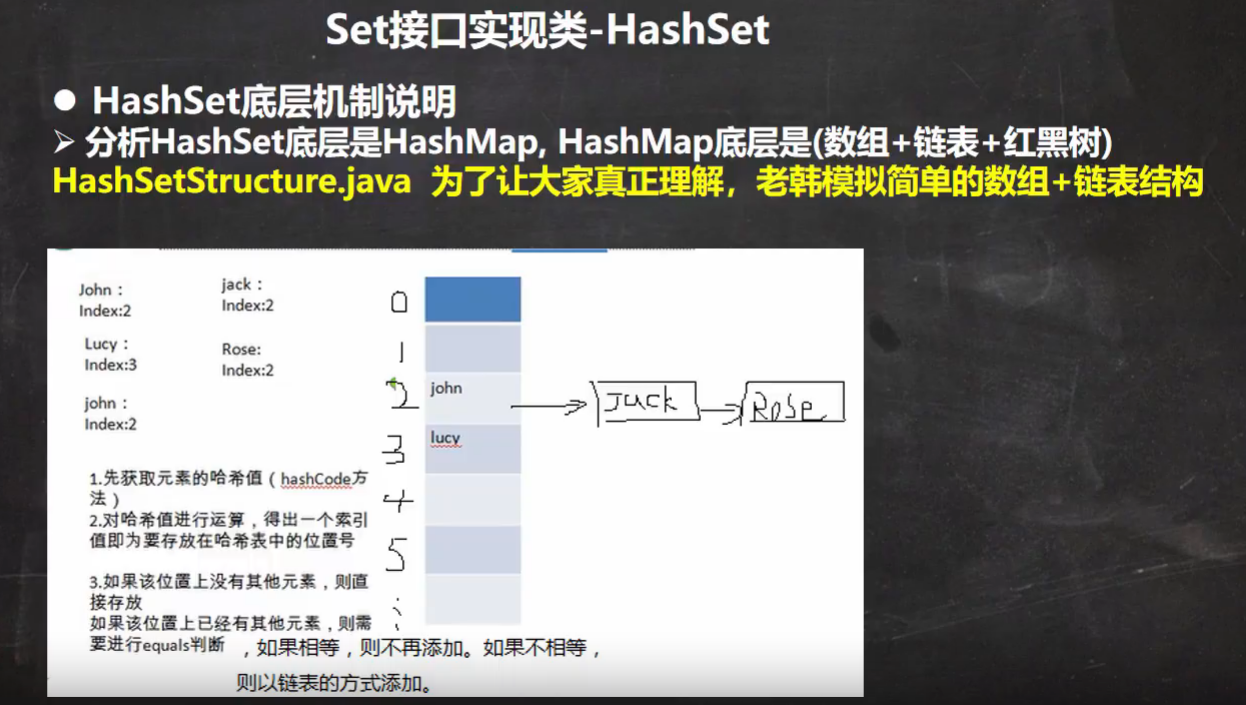 Set接口实现类-HashSet
● HashSet底层机制说明
➢ 分析HashSet底层是HashMap, HashMap底层是(数组+链表+红黑树)
HashSetStructure.java 为了让大家真正理解，老韩模拟简单的数组+链表结构
John：
Index:2
jack：
Index:2
Lucy：
Index:3
Rose:
Index:2
john：
Index:2
0
1
2
3
4
5
john
Jack
Rose
lucy
1.先获取元素的哈希值（hashCode方
法）
2.对哈希值进行运算，得出一个索引
值即为要存放在哈希表中的位置号
3.如果该位置上没有其他元素，则直
接存放
如果该位置上已经有其他元素，则需
要进行equals判断 ，如果相等，则不再添加。如果不相等，
则以链表的方式添加。